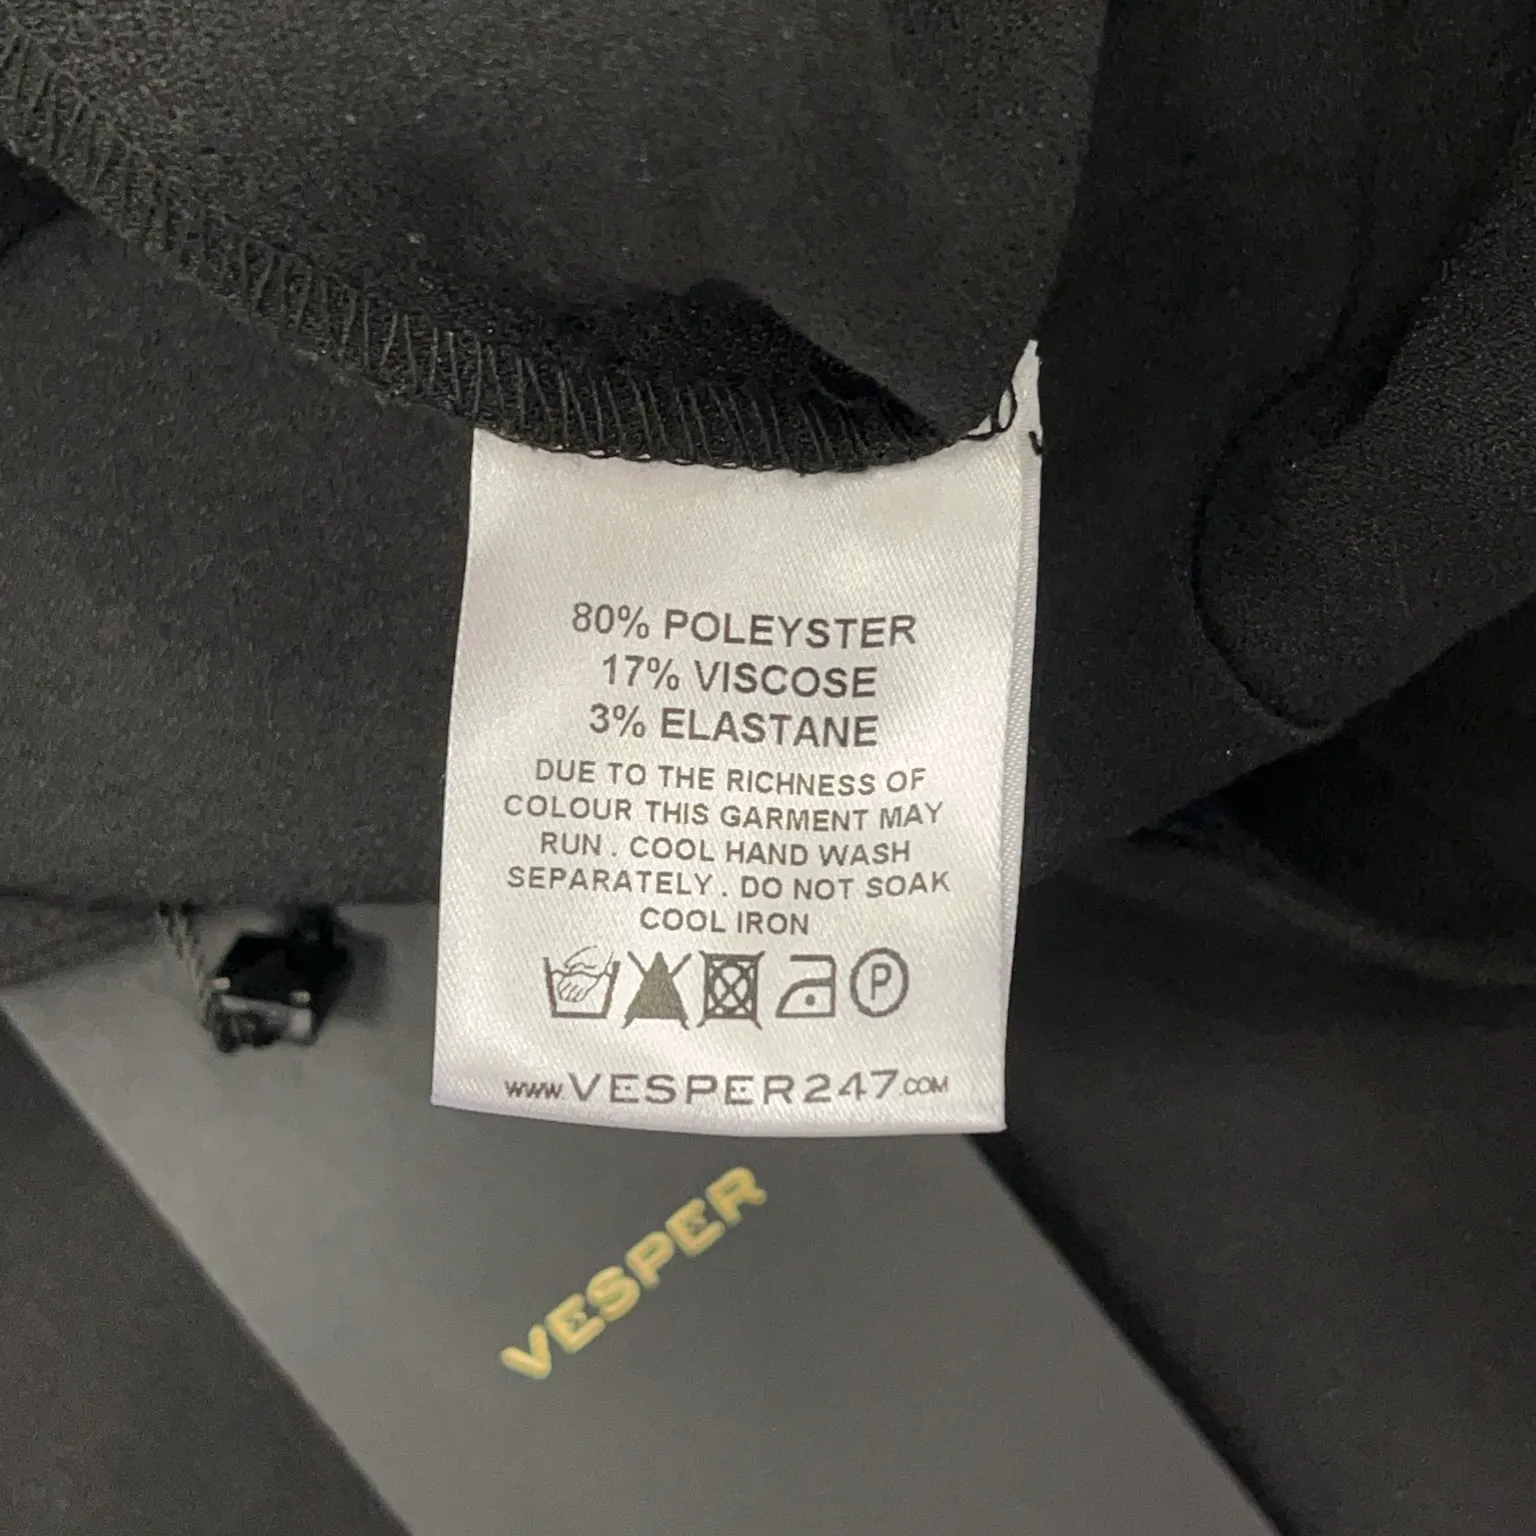 80% POLEYSTER
17% VISCOSE
3% ELASTANE
DUE TO THE RICHNESS OF
COLOUR THIS GARMENT MAY
RUN . COOL HAND WASH
SEPARATELY . DO NOT SOAK
COOL IRON
P
www.VESPER247.COM
VESPER